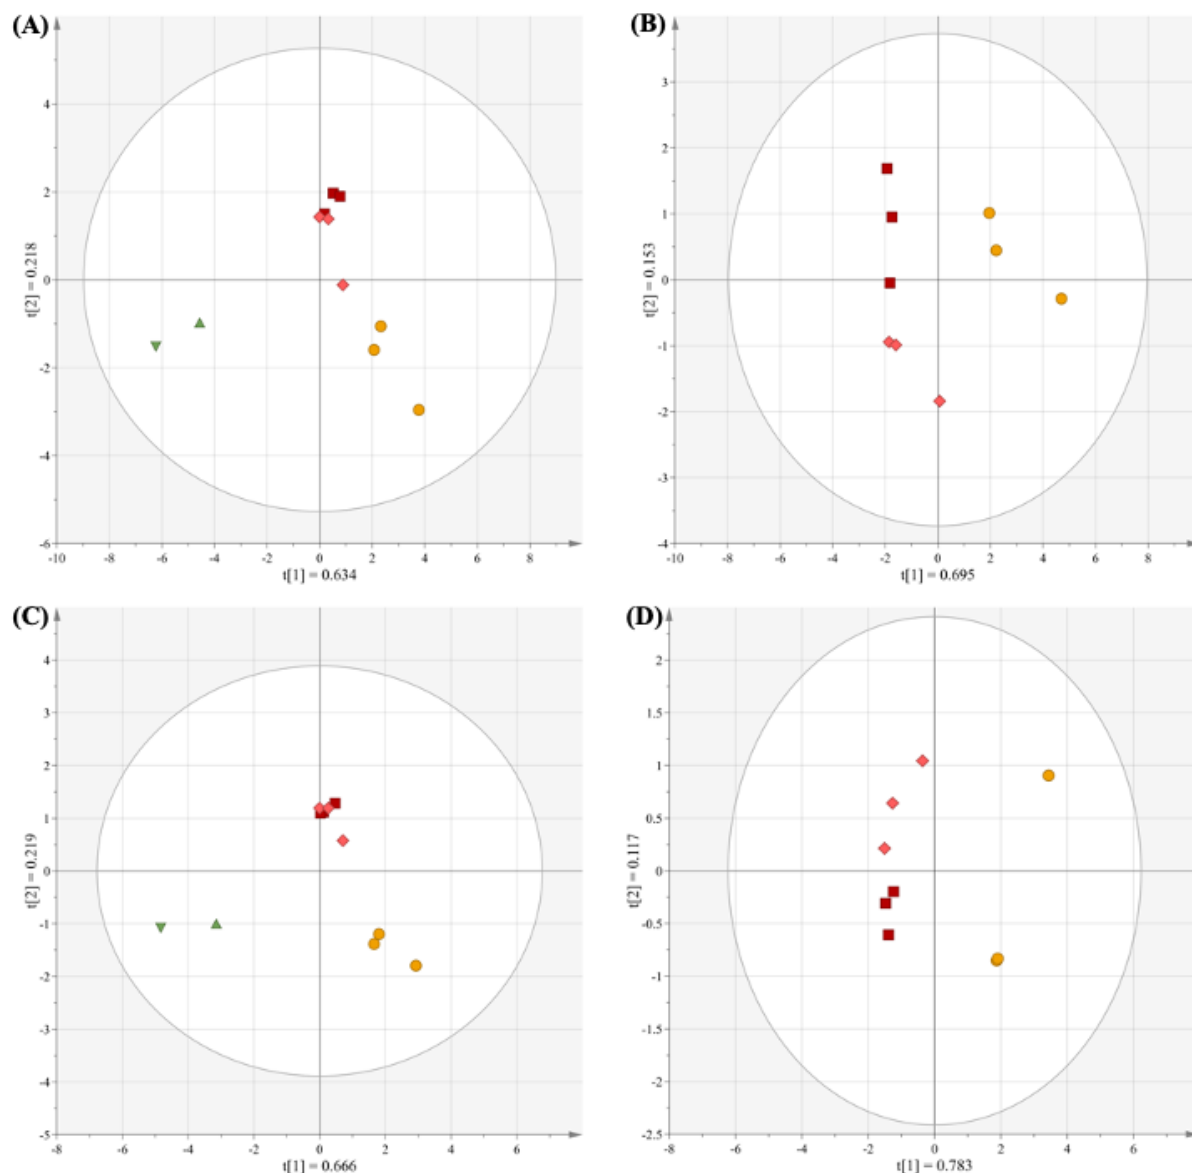 (A)
4
2
0
-2
-4
-6
t[2] = 0.218
-10 -8 -6 -4 -2 0 2 4 6 8
t[1] = 0.634
(B)
3
2
1
0
-1
-2
-3
-4
t[2] = 0.153
-10 -8 -6 -4 -2 0 2 4 6 8
t[1] = 0.695
(C)
4
3
2
1
0
-1
-2
-3
-4
-5
t[2] = 0.219
-8 -6 -4 -2 0 2 4 6
t[1] = 0.666
(D)
2
1.5
1
0.5
0
-0.5
-1
-1.5
-2
-2.5
t[2] = 0.117
-8 -6 -4 -2 0 2 4 6
t[1] = 0.783